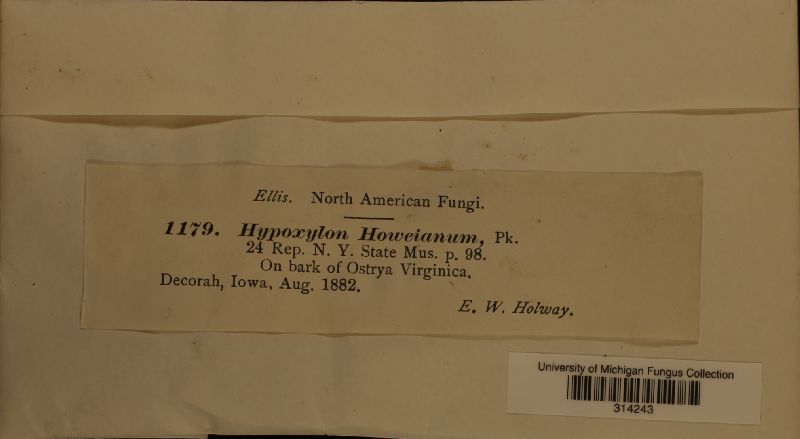 Ellis. North American Fungi.
1179. Hypoxylon Howeianum, Pk.
24 Rep. N. Y. State Mus. p. 98.
On bark of Ostrya Virginica.
Decorah, Iowa, Aug. 1882.
E. W. Holway.
University of Michigan Fungus Collection
314243